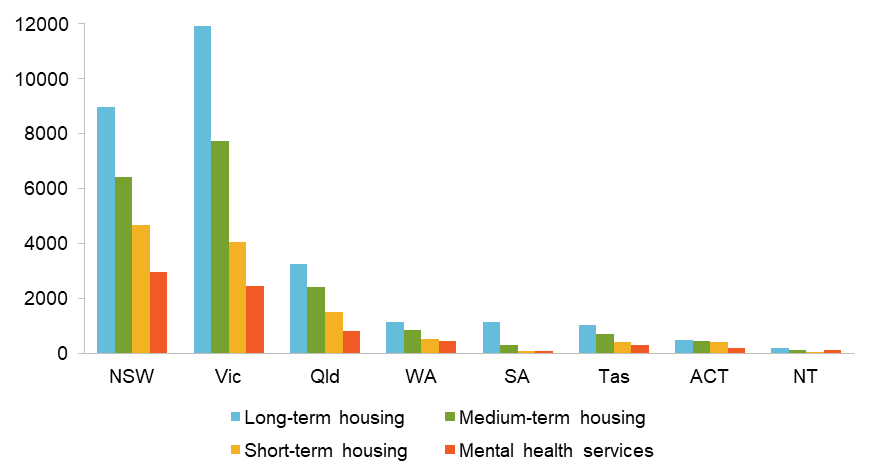 12000
10000
8000
6000
4000
2000
0
NSW Vic Qld WA SA Tas ACT NT
Long-term housing Medium-term housing
Short-term housing Mental health services